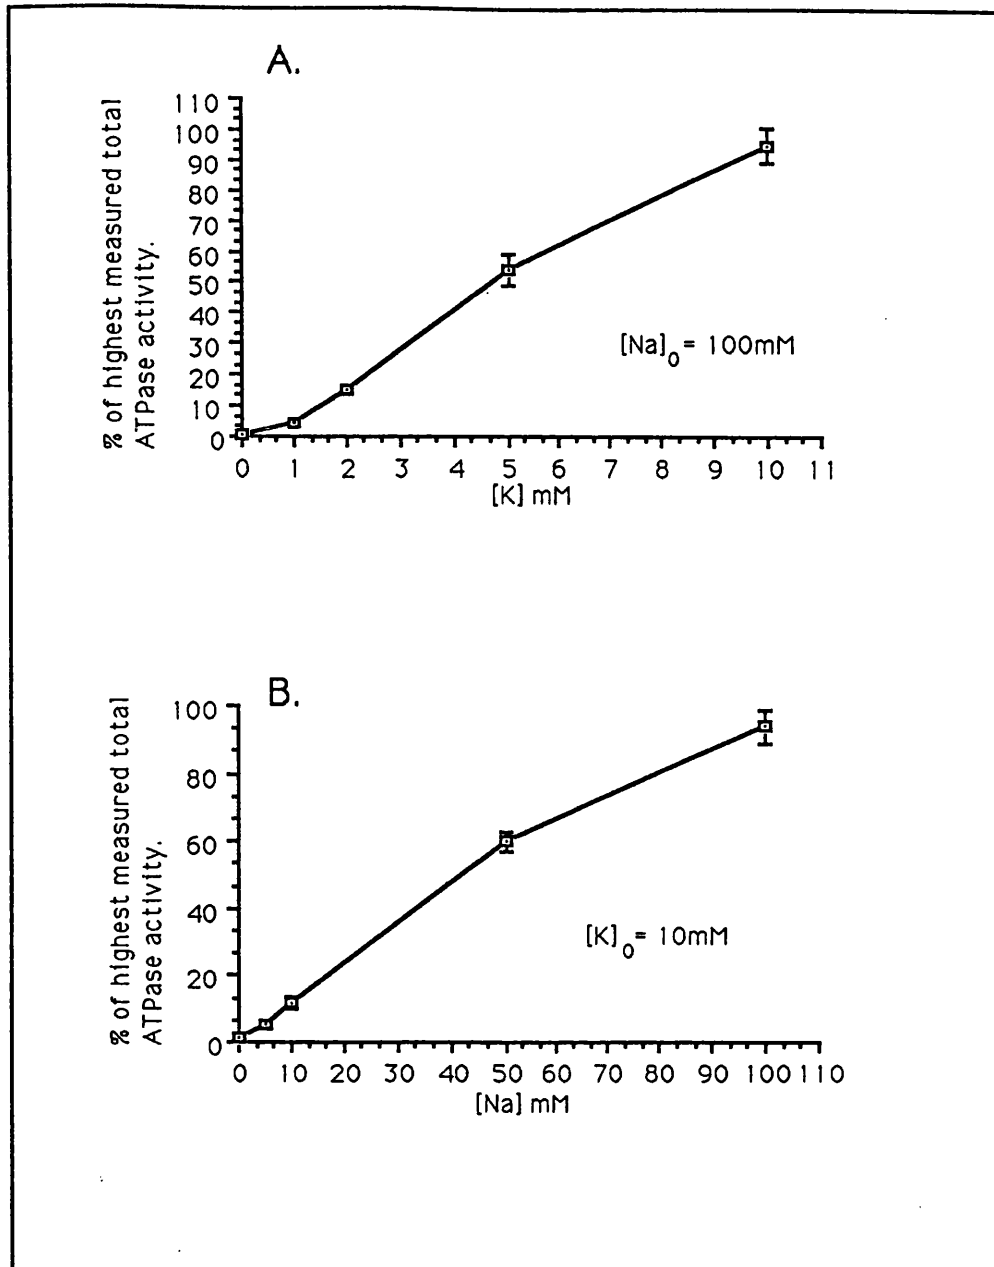 A.
% of highest measured total
ATPase activity.
110
100
90
80
70
60
50
40
30
20
10
0
[Na]0= 100mM
0 1 2 3 4 5 6 7 8 9 10 11
[K] mM
B.
% of highest measured total
ATPase activity.
100
80
60
40
20
0
[K]0= 10mM
0 10 20 30 40 50 60 70 80 90 100 110
[Na] mM